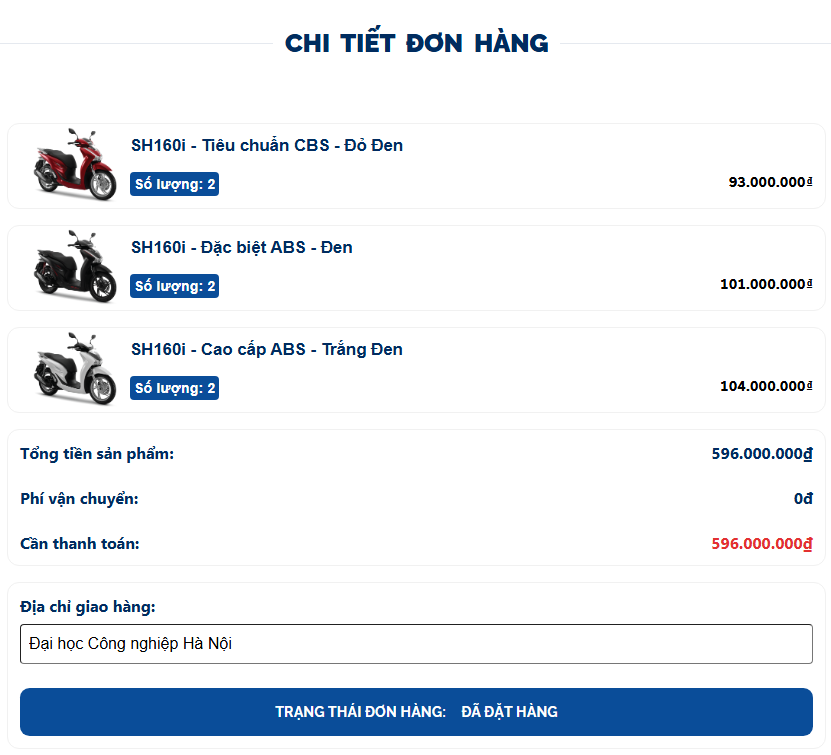 CHI TIẾT ĐƠN HÀNG
SH160i - Tiêu chuẩn CBS - Đỏ Đen
Số lượng: 2
93.000.000₫
SH160i - Đặc biệt ABS - Đen
Số lượng: 2
101.000.000₫
SH160i - Cao cấp ABS - Trắng Đen
Số lượng: 2
104.000.000₫
Tổng tiền sản phẩm: 596.000.000₫
Phí vận chuyển: 0đ
Cần thanh toán: 596.000.000₫
Địa chỉ giao hàng:
Đại học Công nghiệp Hà Nội
TRẠNG THÁI ĐƠN HÀNG: ĐÃ ĐẶT HÀNG